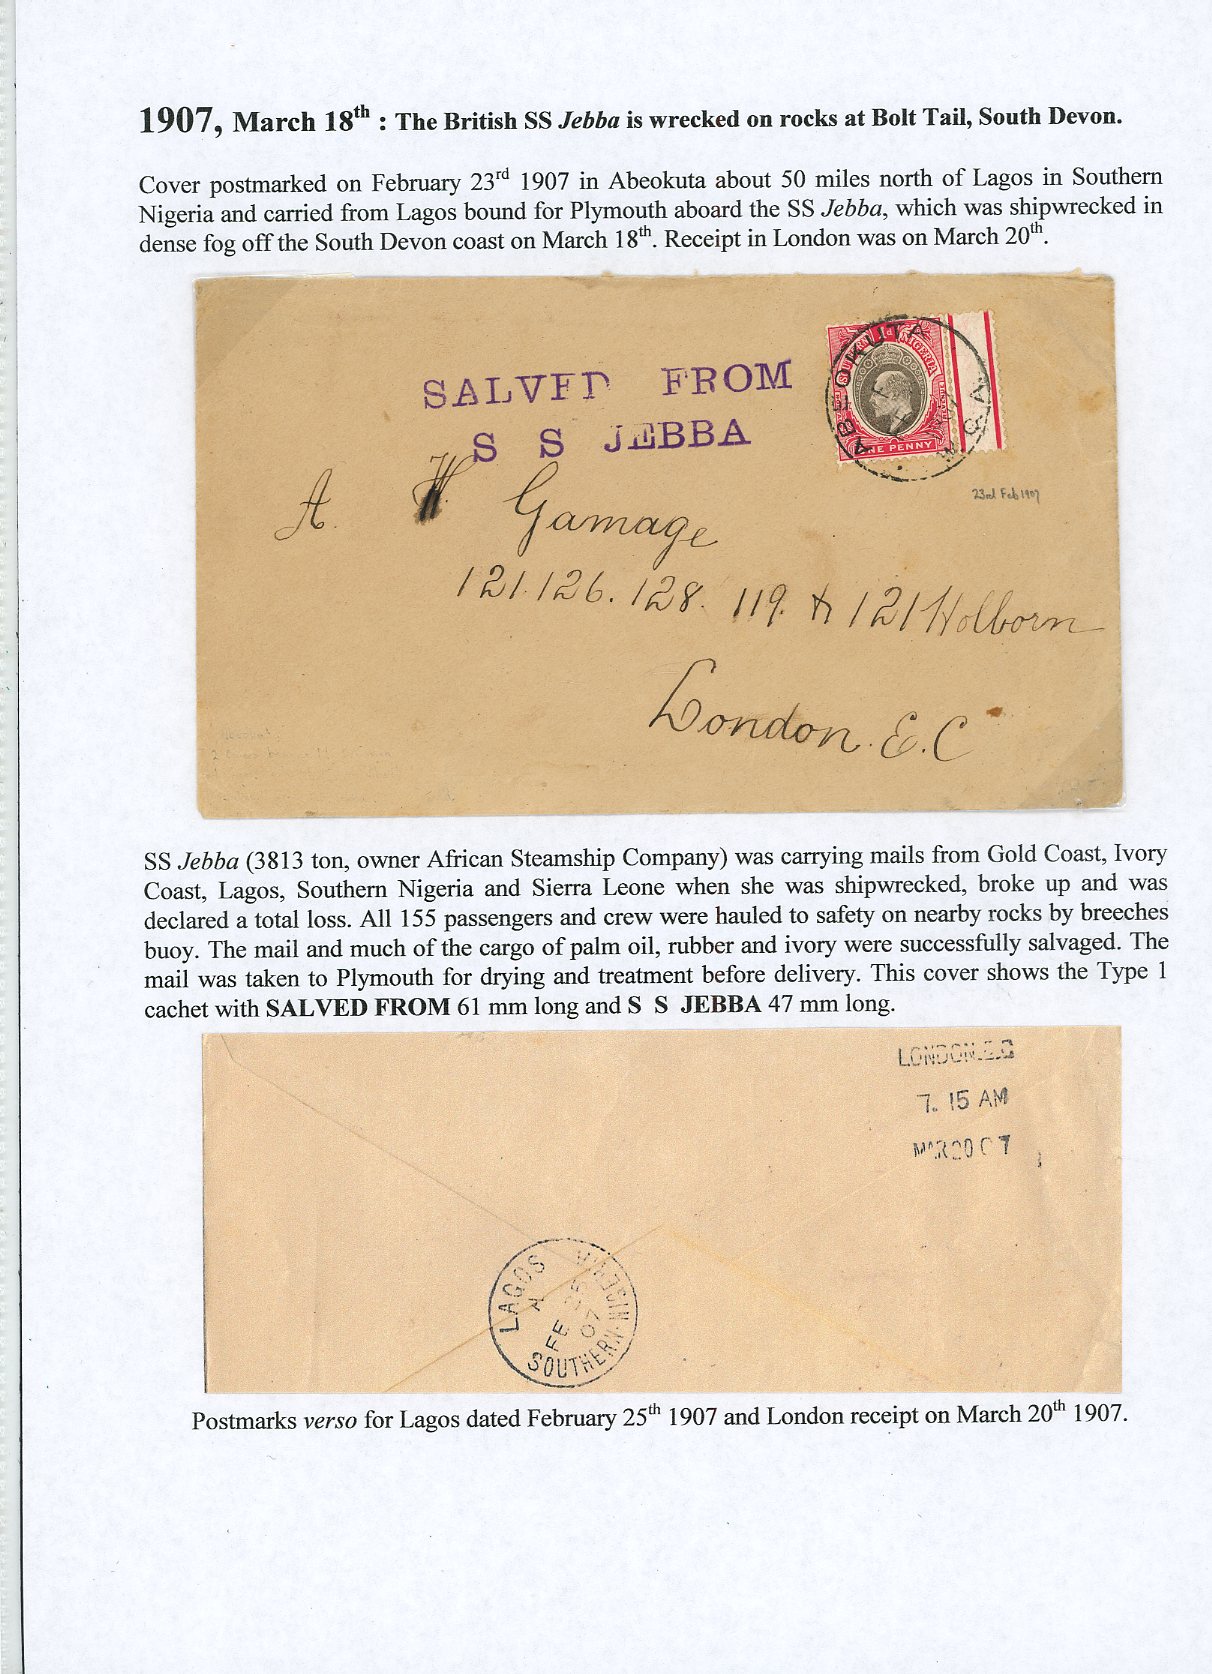 1907, March 18th : The British SS Jebba is wrecked on rocks at Bolt Tail, South Devon.
Cover postmarked on February 23rd 1907 in Abeokuta about 50 miles north of Lagos in Southern
Nigeria and carried from Lagos bound for Plymouth aboard the SS Jebba, which was shipwrecked in
dense fog off the South Devon coast on March 18th. Receipt in London was on March 20th.
SALVED FROM
S S JEBBA
ABEOKUTA
SOUTHERN NIGERIA
1d
ONE PENNY
23rd Feb 1907
A. W. Gamage
121. 126. 128. 119. & 121 Holborn
London. E. C
SS Jebba (3813 ton, owner African Steamship Company) was carrying mails from Gold Coast, Ivory
Coast, Lagos, Southern Nigeria and Sierra Leone when she was shipwrecked, broke up and was
declared a total loss. All 155 passengers and crew were hauled to safety on nearby rocks by breeches
buoy. The mail and much of the cargo of palm oil, rubber and ivory were successfully salvaged. The
mail was taken to Plymouth for drying and treatment before delivery. This cover shows the Type 1
cachet with SALVED FROM 61 mm long and S S JEBBA 47 mm long.
LONDON.E.C
7. 15 AM
MAR 20 07
LAGOS
A
FE 25
07
SOUTHERN-NIGERIA
Postmarks verso for Lagos dated February 25th 1907 and London receipt on March 20th 1907.